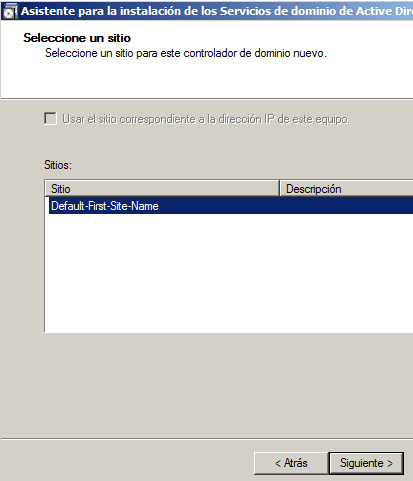 Asistente para la instalación de los Servicios de dominio de Active Dire
Seleccione un sitio
Seleccione un sitio para este controlador de dominio nuevo.
Usar el sitio correspondiente a la dirección IP de este equipo.
Sitios:
Sitio Descripción
Default-First-Site-Name
< Atrás Siguiente >